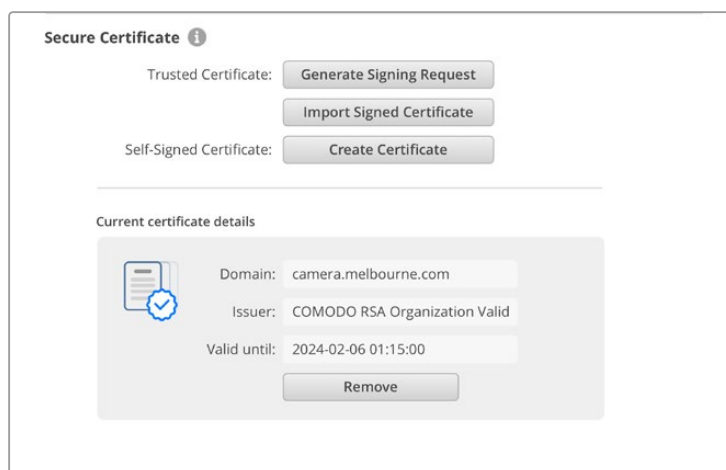 Secure Certificate
Trusted Certificate: Generate Signing Request
Import Signed Certificate
Self-Signed Certificate: Create Certificate
Current certificate details
Domain: camera.melbourne.com
Issuer: COMODO RSA Organization Valid
Valid until: 2024-02-06 01:15:00
Remove